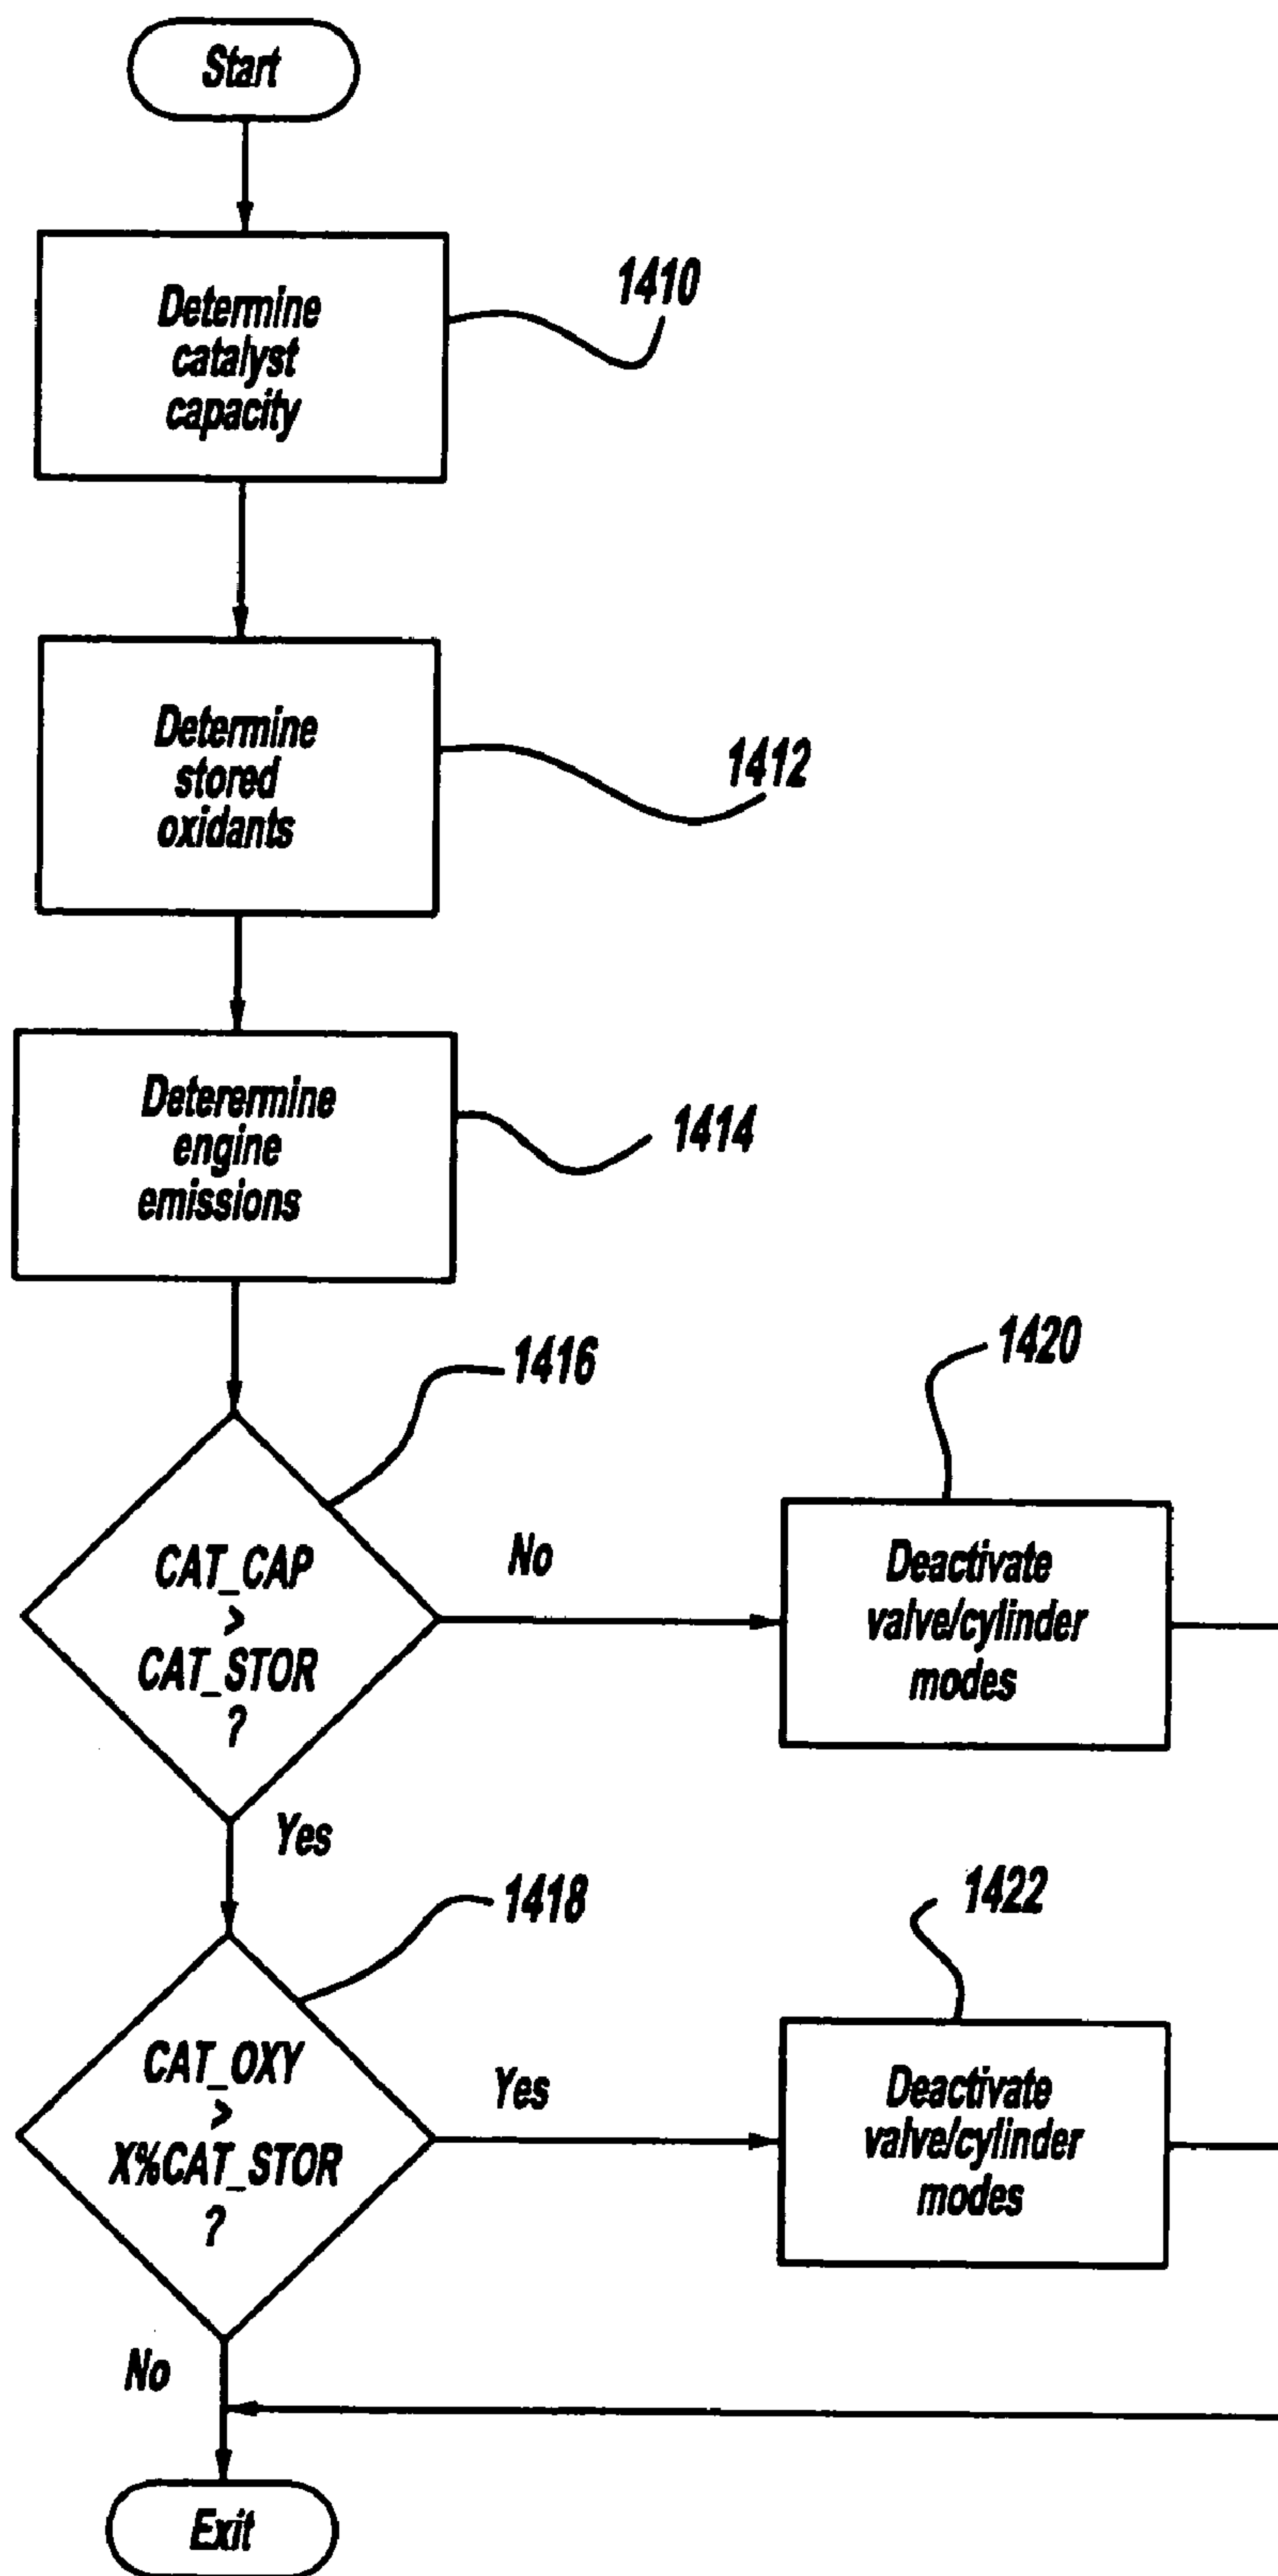 Start
Determine
catalyst
capacity
1410
Determine
stored
oxidants
1412
Deterermine
engine
emissions
1414
1416
CAT_CAP
>
CAT_STOR
?
No
1420
Deactivate
valve/cylinder
modes
Yes
1418
CAT_OXY
>
X%CAT_STOR
?
Yes
1422
Deactivate
valve/cylinder
modes
No
Exit